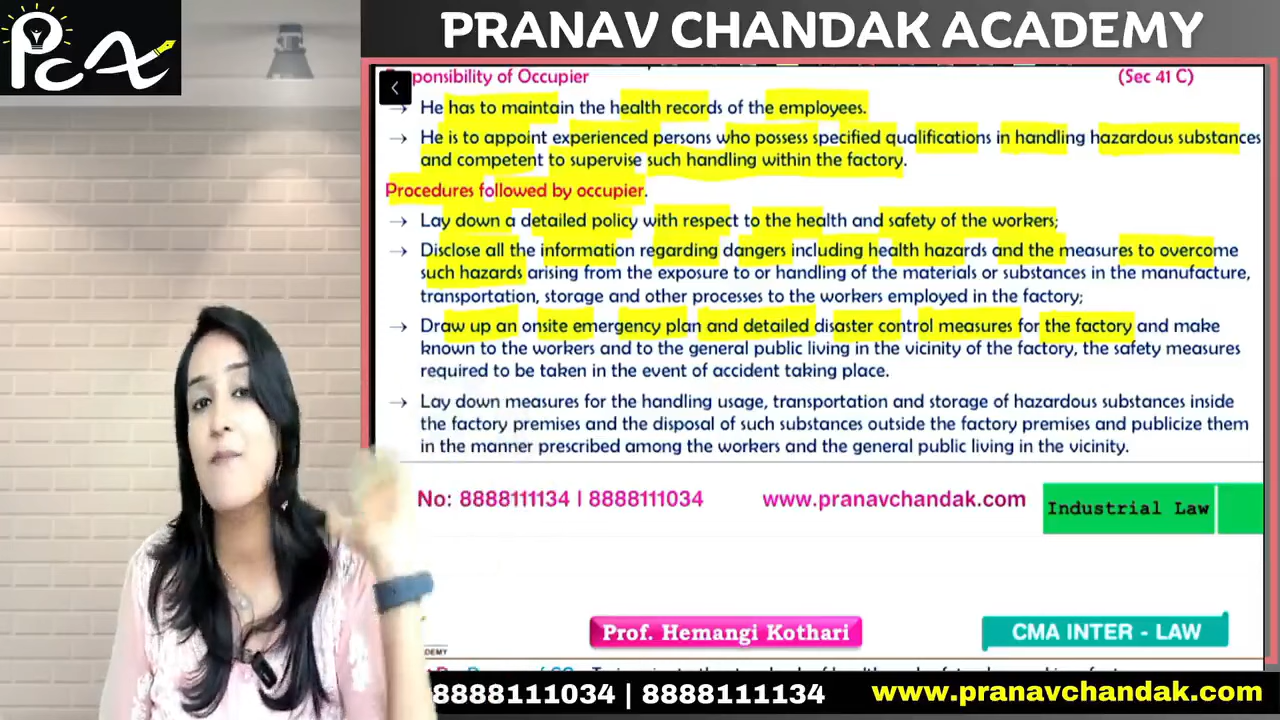 PCA
PRANAV CHANDAK ACADEMY
ponsibility of Occupier (Sec 41 C)
→ He has to maintain the health records of the employees.
→ He is to appoint experienced persons who possess specified qualifications in handling hazardous substances
and competent to supervise such handling within the factory.
Procedures followed by occupier.
→ Lay down a detailed policy with respect to the health and safety of the workers;
→ Disclose all the information regarding dangers including health hazards and the measures to overcome
such hazards arising from the exposure to or handling of the materials or substances in the manufacture,
transportation, storage and other processes to the workers employed in the factory;
→ Draw up an onsite emergency plan and detailed disaster control measures for the factory and make
known to the workers and to the general public living in the vicinity of the factory, the safety measures
required to be taken in the event of accident taking place.
→ Lay down measures for the handling usage, transportation and storage of hazardous substances inside
the factory premises and the disposal of such substances outside the factory premises and publicize them
in the manner prescribed among the workers and the general public living in the vicinity.
No: 8888111134 | 8888111034 www.pranavchandak.com Industrial Law
Prof. Hemangi Kothari CMA INTER - LAW
DEMY
8888111034 | 8888111134 www.pranavchandak.com